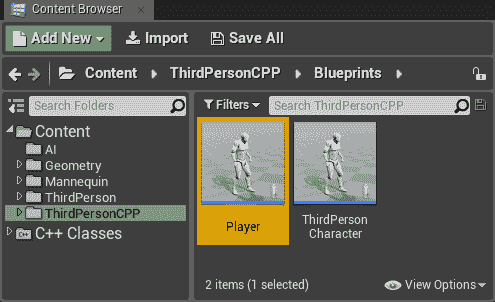 Content Browser
Add New Import Save All
Content ThirdPersonCPP Blueprints
Search Folders
Filters Search ThirdPersonCPP
Content
AI
Geometry
Mannequin
ThirdPerson
ThirdPersonCPP
C++ Classes
Player
ThirdPerson
Character
2 items (1 selected) View Options